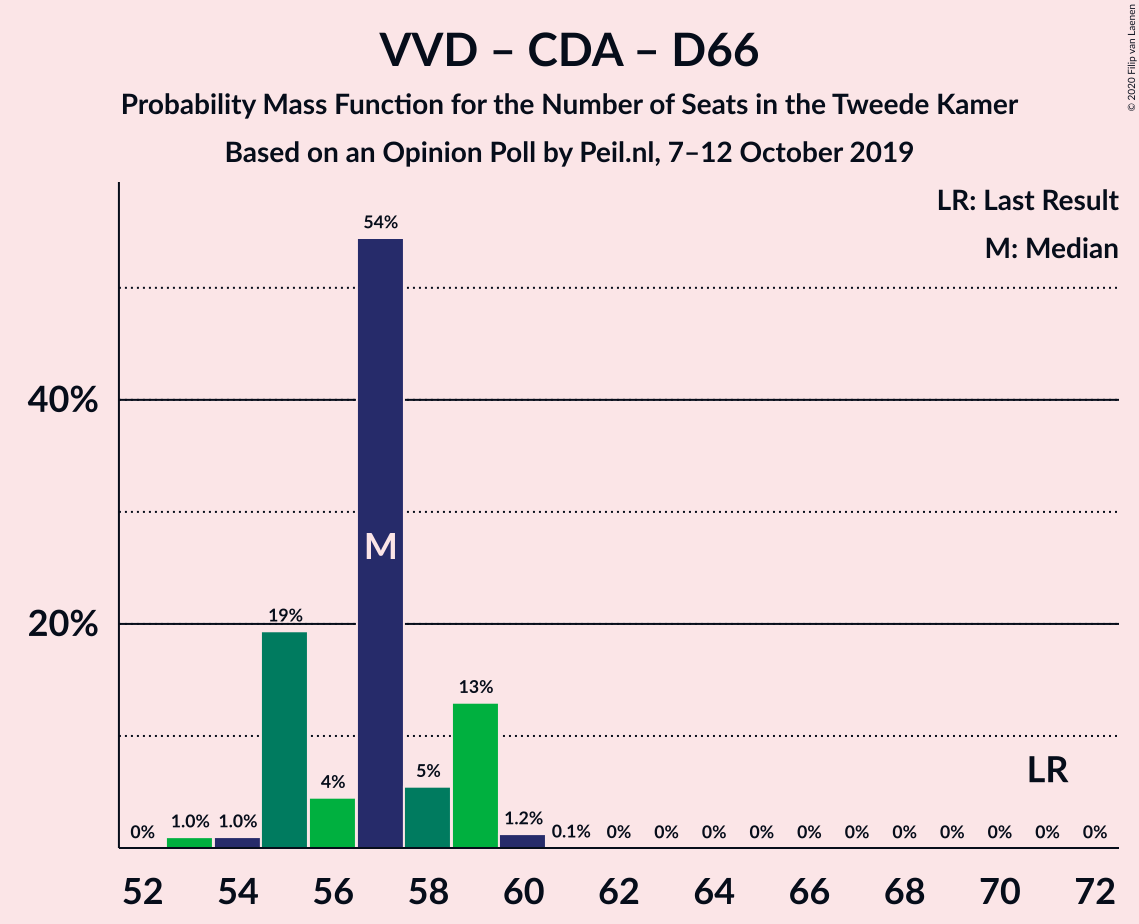 VVD – CDA – D66
Probability Mass Function for the Number of Seats in the Tweede Kamer
Based on an Opinion Poll by Peil.nl, 7–12 October 2019
© 2020 Filip van Laenen
LR: Last Result
M: Median
54%
40%
M
20%
19%
13%
LR
5%
4%
0% 1.0% 1.0% 1.2% 0.1% 0% 0% 0% 0% 0% 0% 0% 0% 0% 0% 0%
52 54 56 58 60 62 64 66 68 70 72